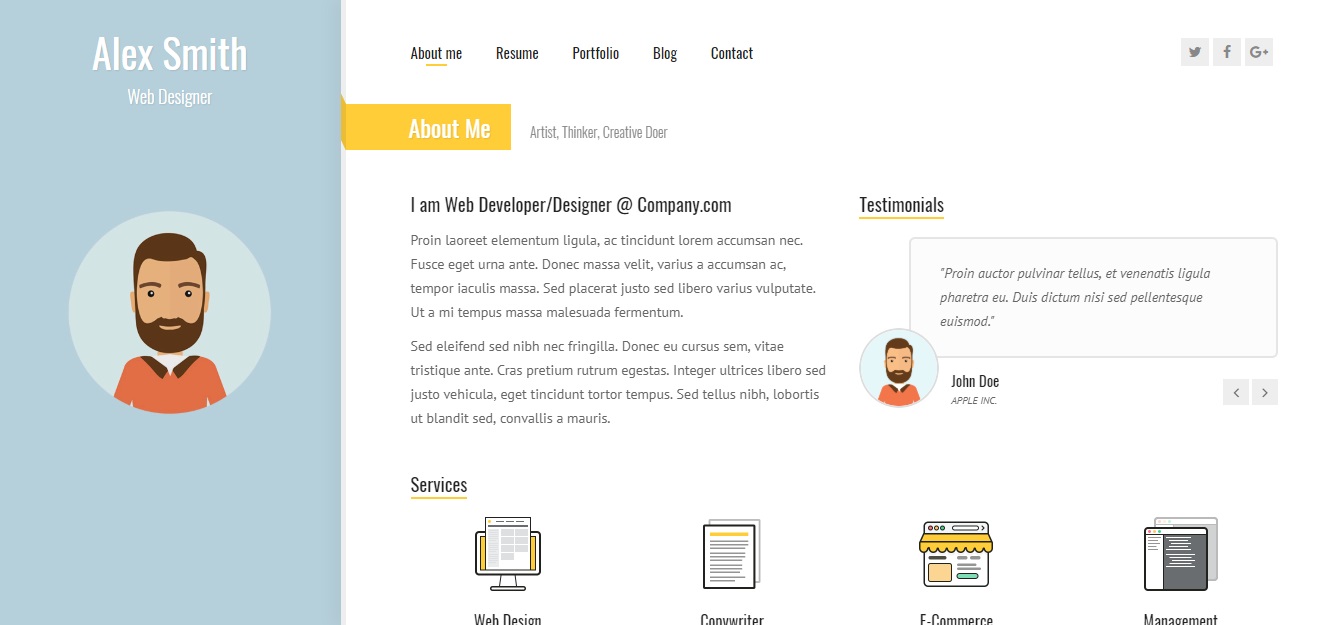 Alex Smith
Web Designer
About me
Resume
Portfolio
Blog
Contact
About Me
Artist, Thinker, Creative Doer
I am Web Developer/Designer @ Company.com
Proin laoreet elementum ligula, ac tincidunt lorem accumsan nec.
Fusce eget urna ante. Donec massa velit, varius a accumsan ac,
tempor iaculis massa. Sed placerat justo sed libero varius vulputate.
Ut a mi tempus massa malesuada fermentum.
Sed eleifend sed nibh nec fringilla. Donec eu cursus sem, vitae
tristique ante. Cras pretium rutrum egestas. Integer ultrices libero sed
justo vehicula, eget tincidunt tortor tempus. Sed tellus nibh, lobortis
ut blandit sed, convallis a mauris.
Testimonials
"Proin auctor pulvinar tellus, et venenatis ligula
pharetra eu. Duis dictum nisi sed pellentesque
euismod."
John Doe
APPLE INC.
Services
Web Design
Copywriter
E-Commerce
Management